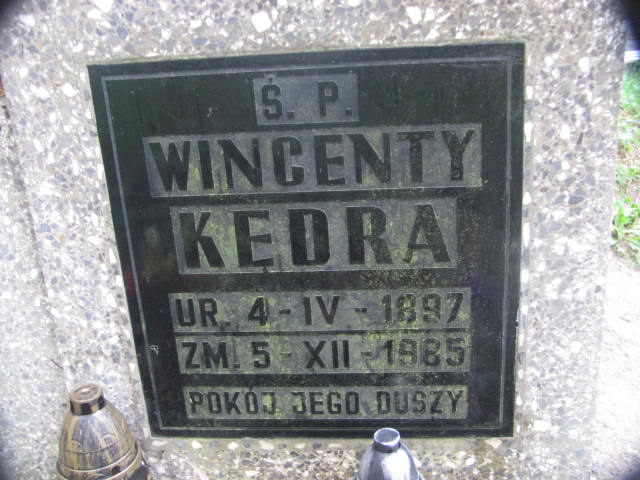 Ś. P.
WINCENTY
KĘDRA
UR. 4-IV-1897
ZM. 5-XII-1985
POKÓJ JEGO DUSZY